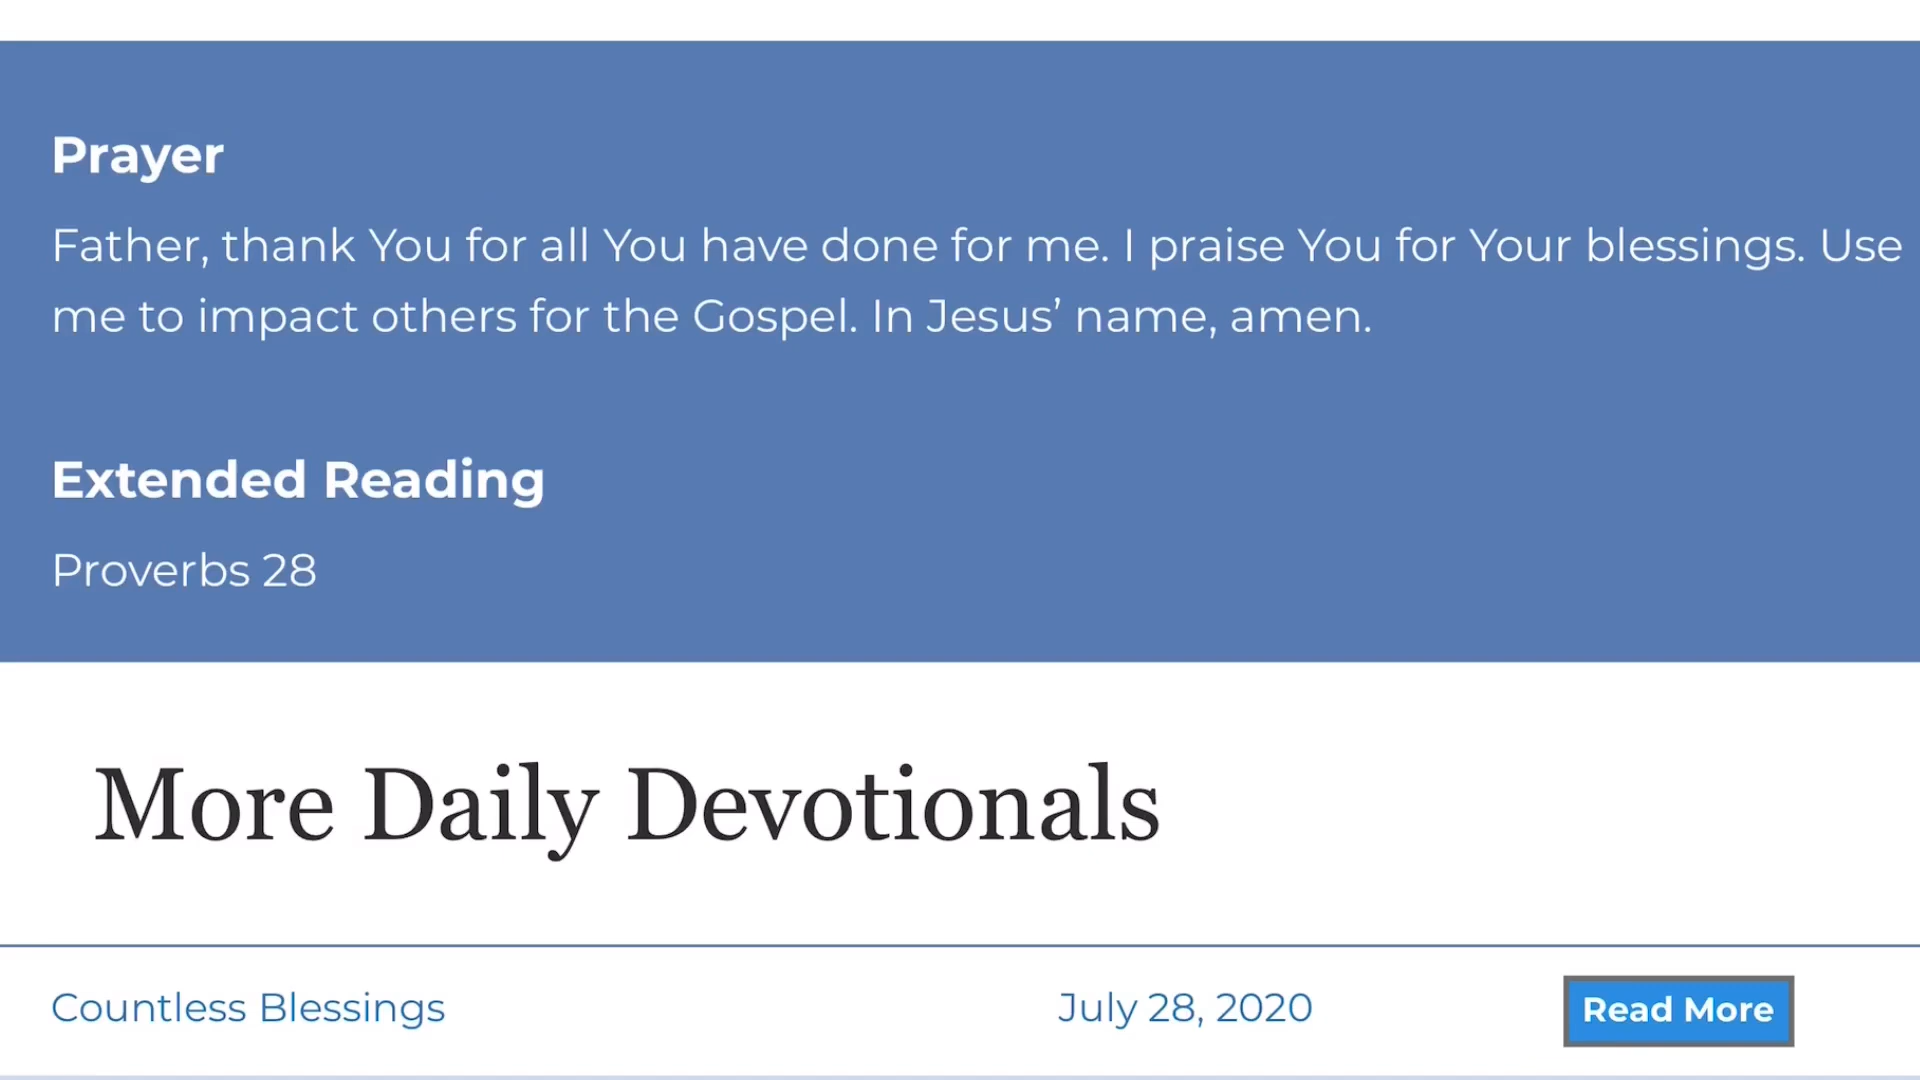 Prayer
Father, thank You for all You have done for me. I praise You for Your blessings. Use
me to impact others for the Gospel. In Jesus’ name, amen.
Extended Reading
Proverbs 28
More Daily Devotionals
Countless Blessings July 28, 2020 Read More